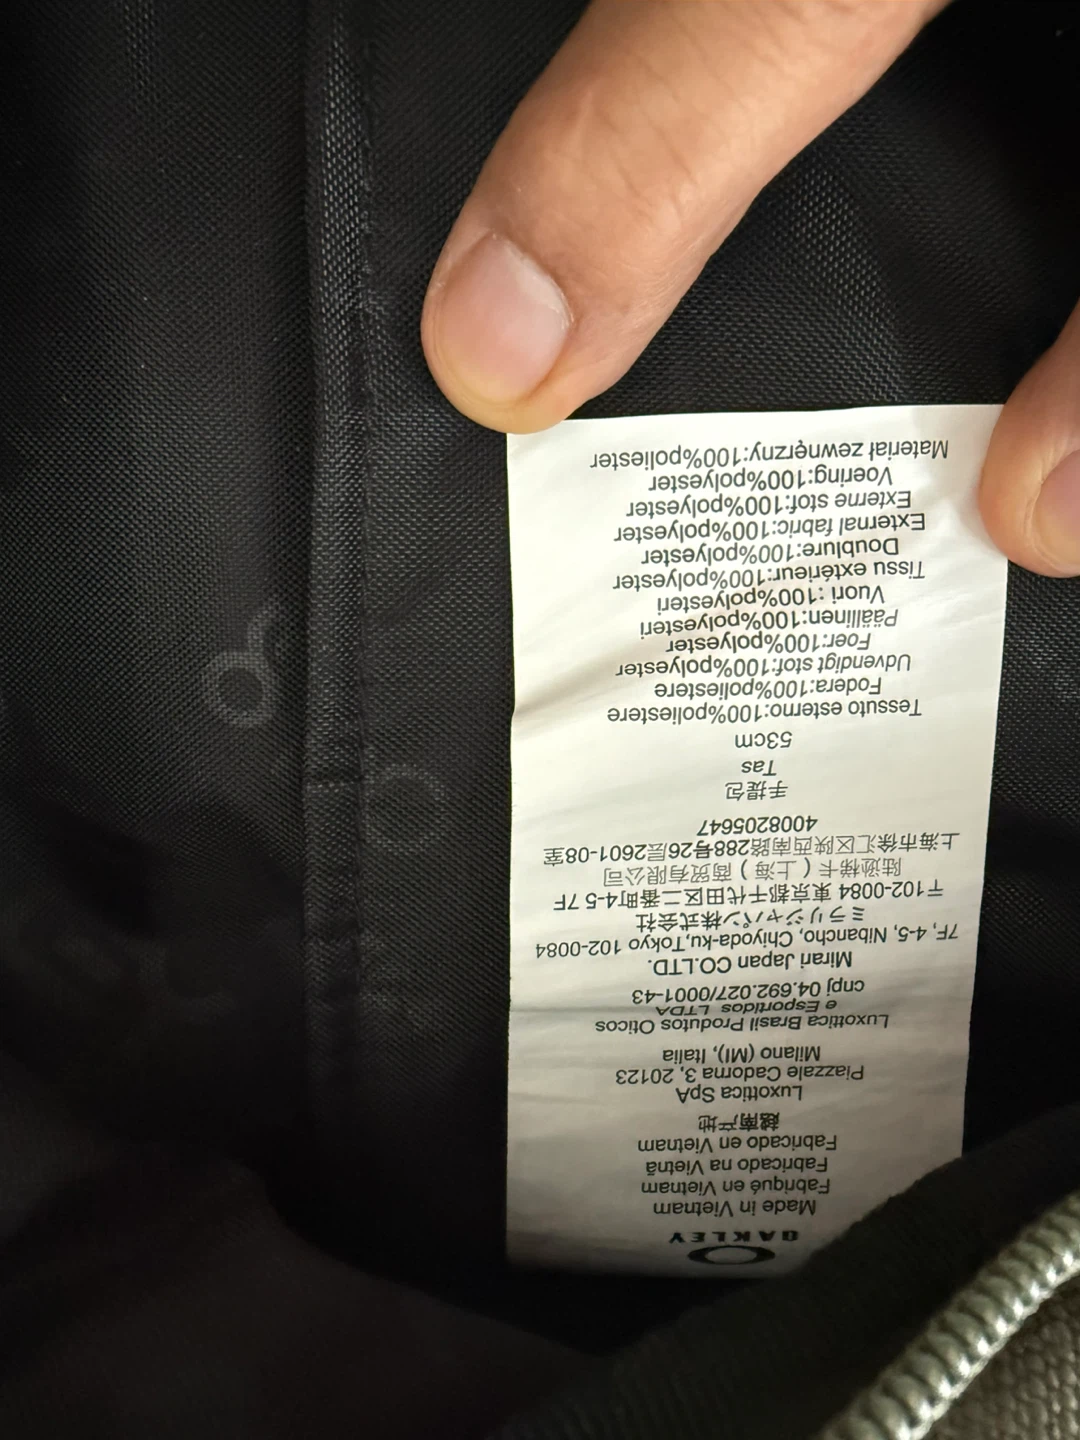 OAKLEY
Made in Vietnam
Fabriqué en Vietnam
Fabricado na Vietnã
Fabricado en Vietnam
越南产地
Luxottica SpA
Piazzale Cadorna 3, 20123
Milano (MI), Italia
Luxottica Brasil Produtos Óticos
e Esportidos LTDA
cnpj 04.692.027/0001-43
Mirari Japan CO.LTD.
7F, 4-5, Nibancho, Chiyoda-ku,Tokyo 102-0084
ミラリジャパン株式会社
〒102-0084 東京都千代田区二番町4-5 7F
陆逊梯卡（上海）商贸有限公司
上海市徐汇区陕西南路288号26层2601-08室
4008205647
手提包
Tas
53cm
Tessuto esterno:100%poliestere
Fodera:100%poliestere
Udvendigt stof:100%polyester
Foer:100%polyester
Päällinen:100%polyesteri
Vuori : 100%polyesteri
Tissu extérieur:100%polyester
Doublure:100%polyester
External fabric:100%polyester
Externe stof:100%polyester
Voering:100%polyester
Materiał zewnętrzny:100%poliester